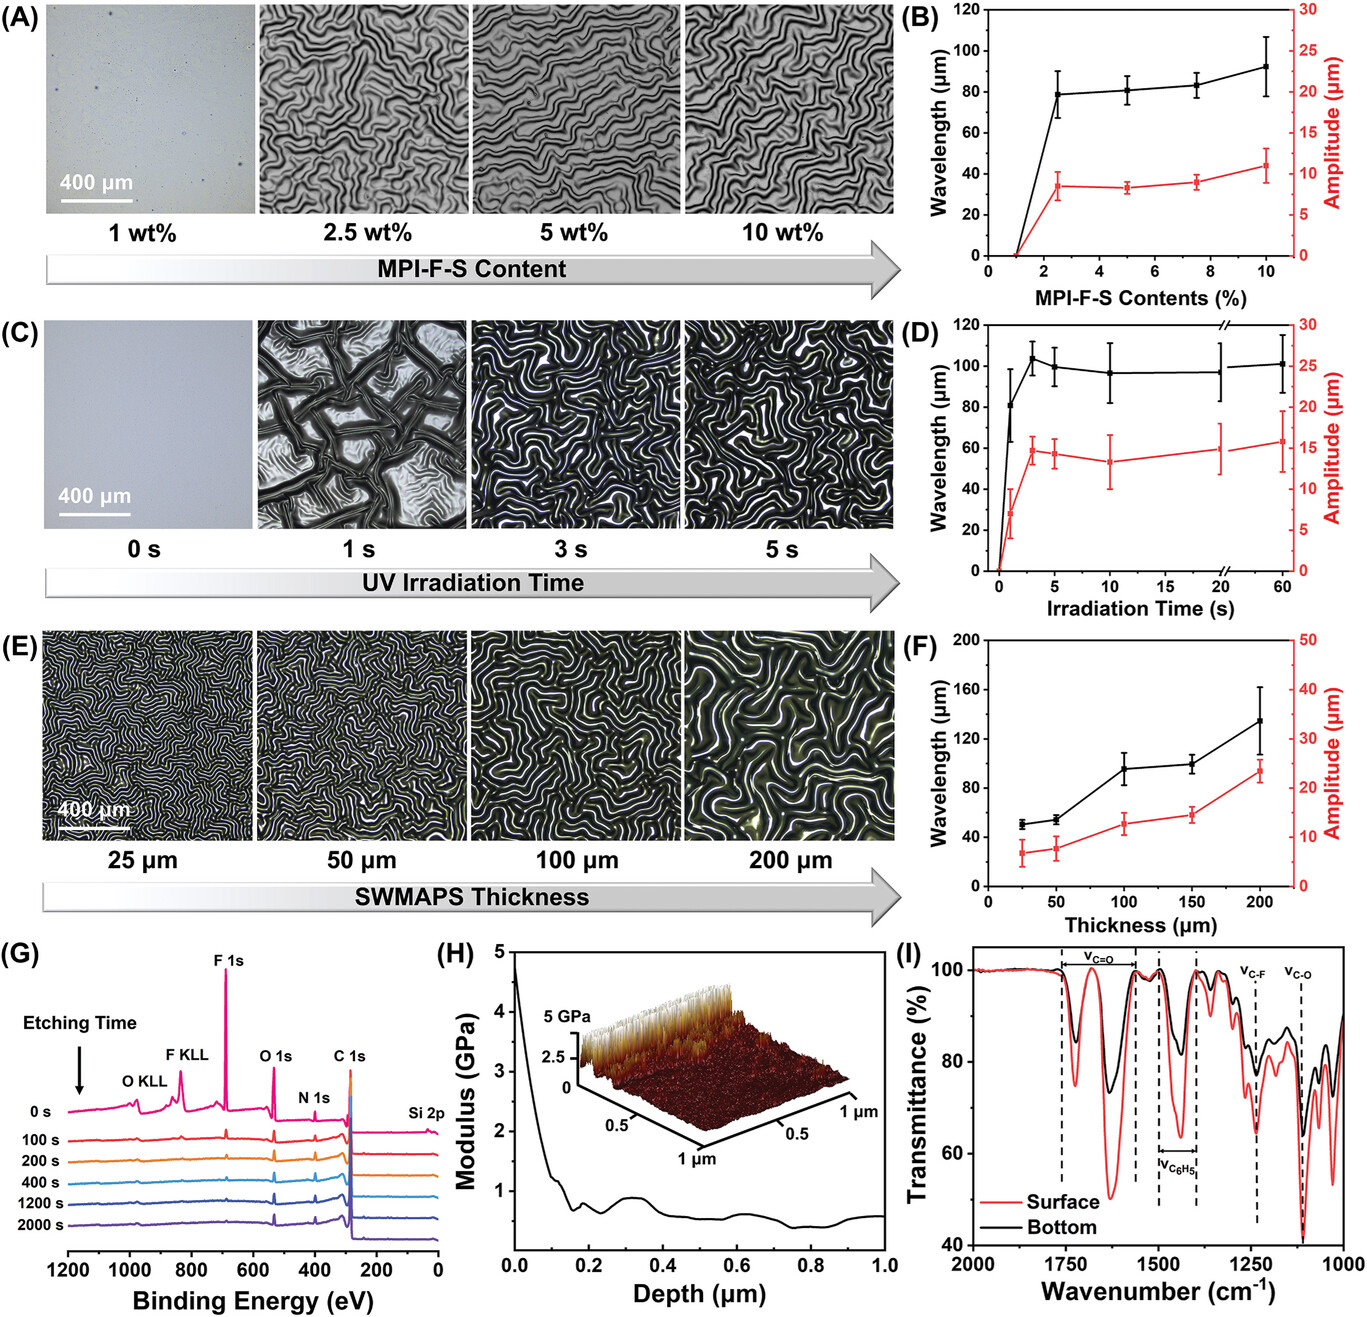 (A)
400 µm
1 wt%
2.5 wt%
5 wt%
10 wt%
MPI-F-S Content
(B)
120
100
80
60
40
20
0
Wavelength (µm)
30
25
20
15
10
5
0
Amplitude (µm)
0 2 4 6 8 10
MPI-F-S Contents (%)
(C)
400 µm
0 s
1 s
3 s
5 s
UV Irradiation Time
(D)
120
100
80
60
40
20
0
Wavelength (µm)
30
25
20
15
10
5
0
Amplitude (µm)
0 5 10 15 20 60
Irradiation Time (s)
(E)
400 µm
25 µm
50 µm
100 µm
200 µm
SWMAPS Thickness
(F)
200
160
120
80
40
0
Wavelength (µm)
50
40
30
20
10
0
Amplitude (µm)
0 50 100 150 200
Thickness (µm)
(G)
Etching Time
F 1s
F KLL
O KLL
O 1s
N 1s
C 1s
Si 2p
0 s
100 s
200 s
400 s
1200 s
2000 s
1200 1000 800 600 400 200 0
Binding Energy (eV)
(H)
5
4
3
2
1
0
Modulus (GPa)
5 GPa
2.5
0
0.5
1 µm
0.5
1 µm
0.0 0.2 0.4 0.6 0.8 1.0
Depth (µm)
(I)
100
80
60
40
Transmittance (%)
νC=O
νC6H5
νC-F
νC-O
Surface
Bottom
2000 1750 1500 1250 1000
Wavenumber (cm-1)